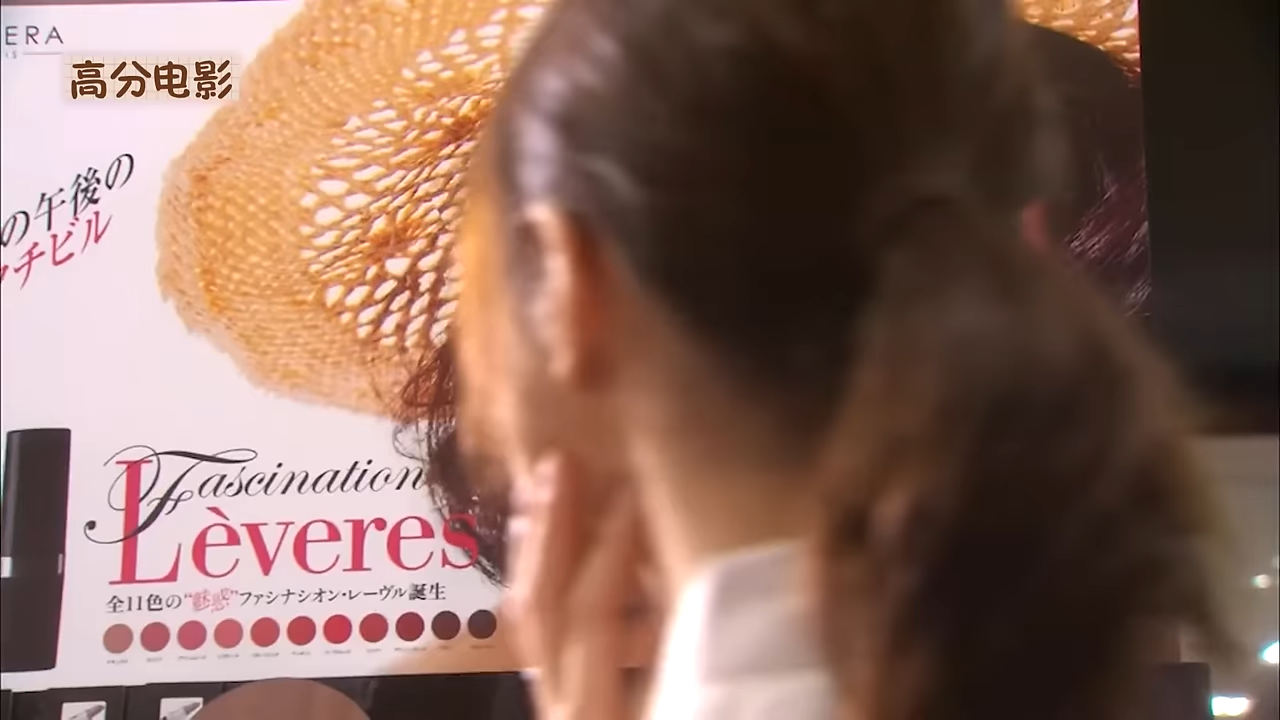 ERA
高分电影
の午後の
チビル
Fascination
Lèveres
全11色の"魅惑"ファシナシオン・レーヴル誕生